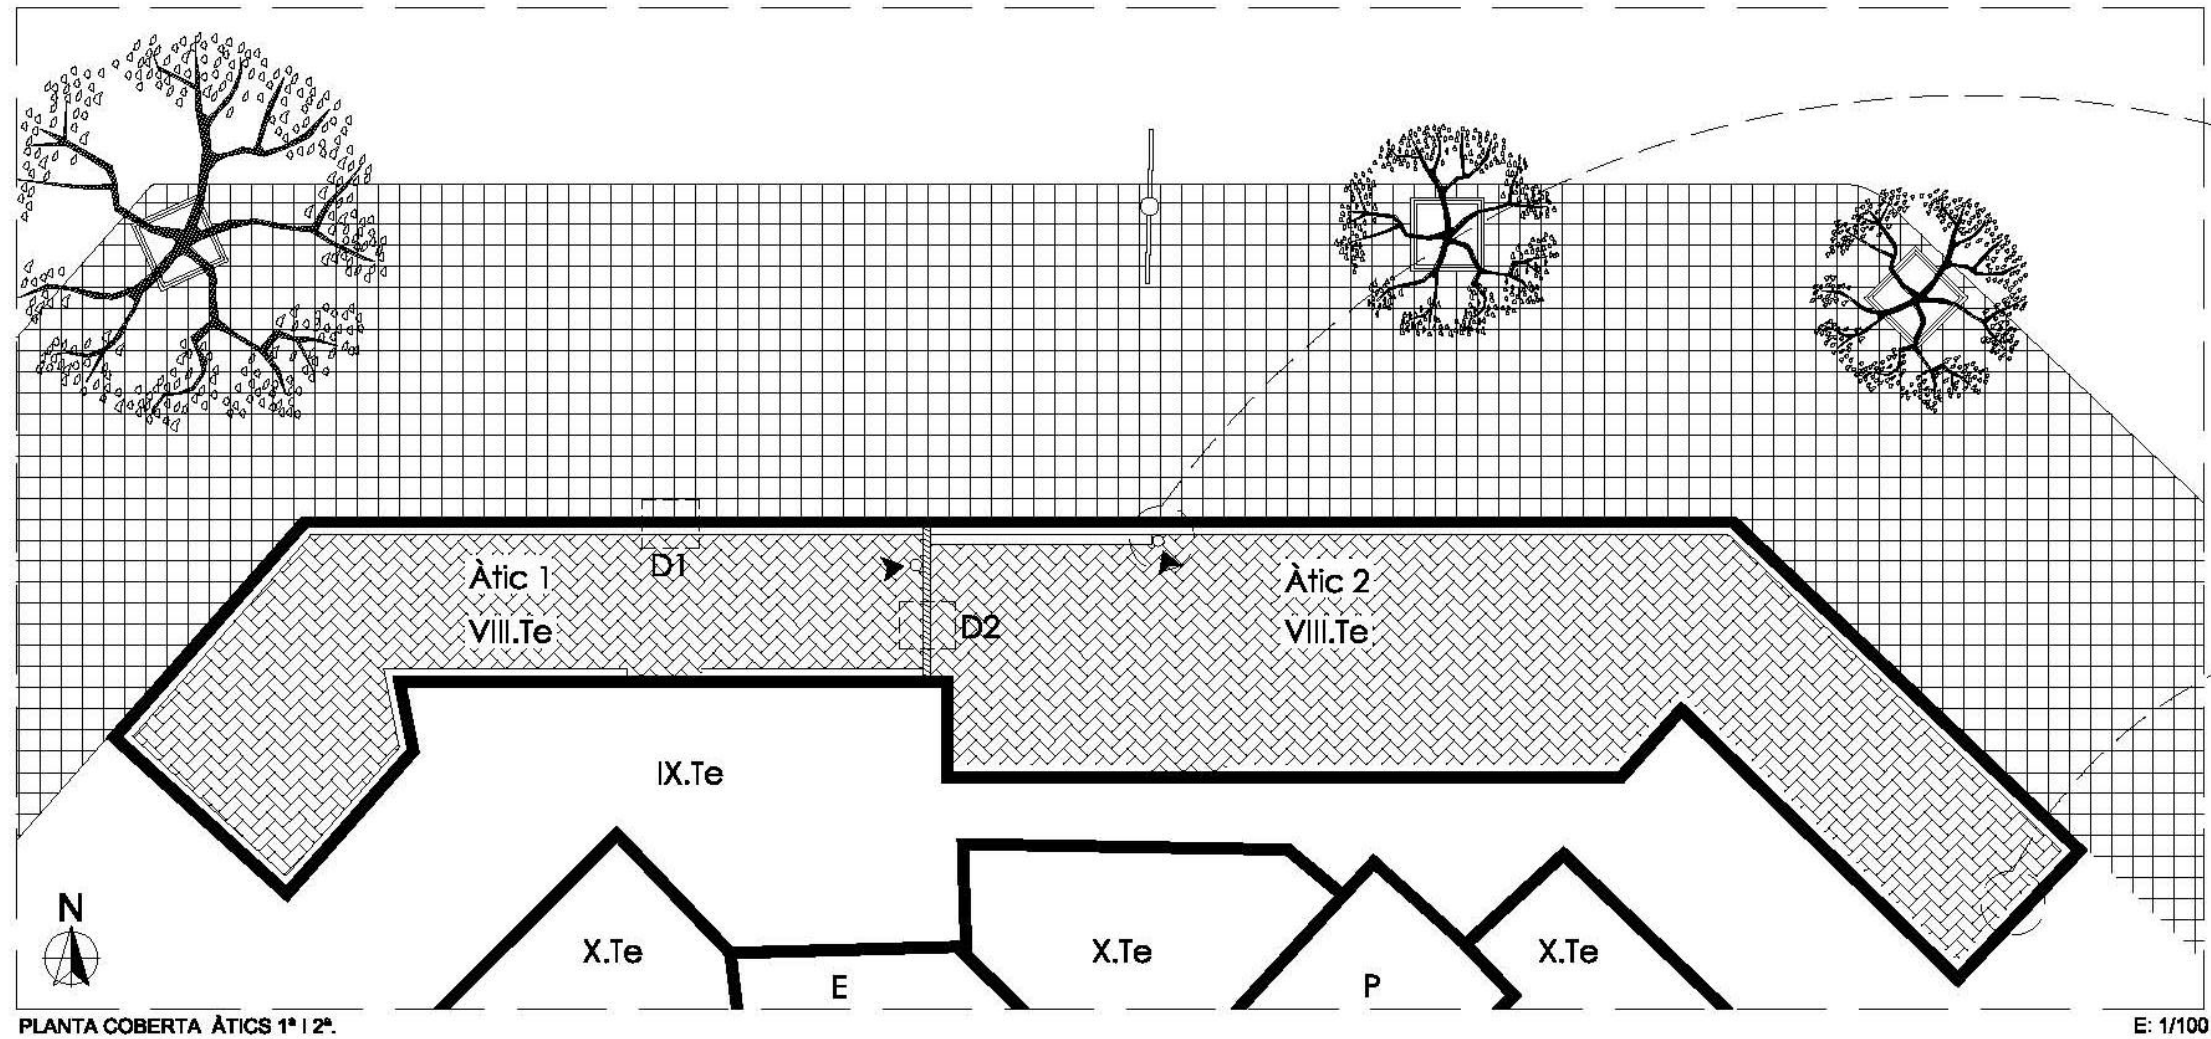 Àtic 1
VIII.Te
D1
D2
Àtic 2
VIII.Te
IX.Te
X.Te
E
X.Te
P
X.Te
N
PLANTA COBERTA ÀTICS 1ª I 2ª.
E: 1/100